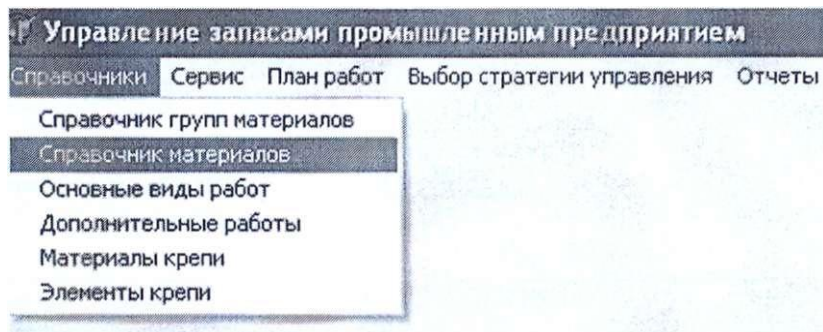 Управление запасами промышленным предприятием
Справочники Сервис План работ Выбор стратегии управления Отчеты
Справочник групп материалов
Справочник материалов
Основные виды работ
Дополнительные работы
Материалы крепи
Элементы крепи